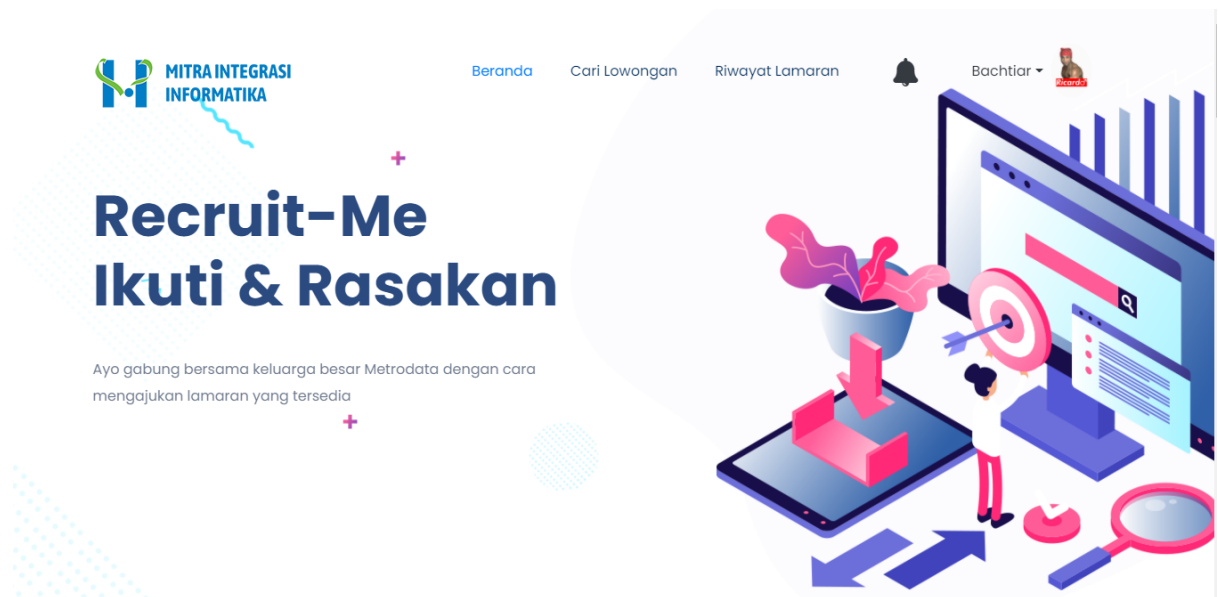 MITRA INTEGRASI
INFORMATIKA
Beranda
Cari Lowongan
Riwayat Lamaran
Bachtiar
Ricardo
Recruit-Me
Ikuti & Rasakan
Ayo gabung bersama keluarga besar Metrodata dengan cara
mengajukan lamaran yang tersedia